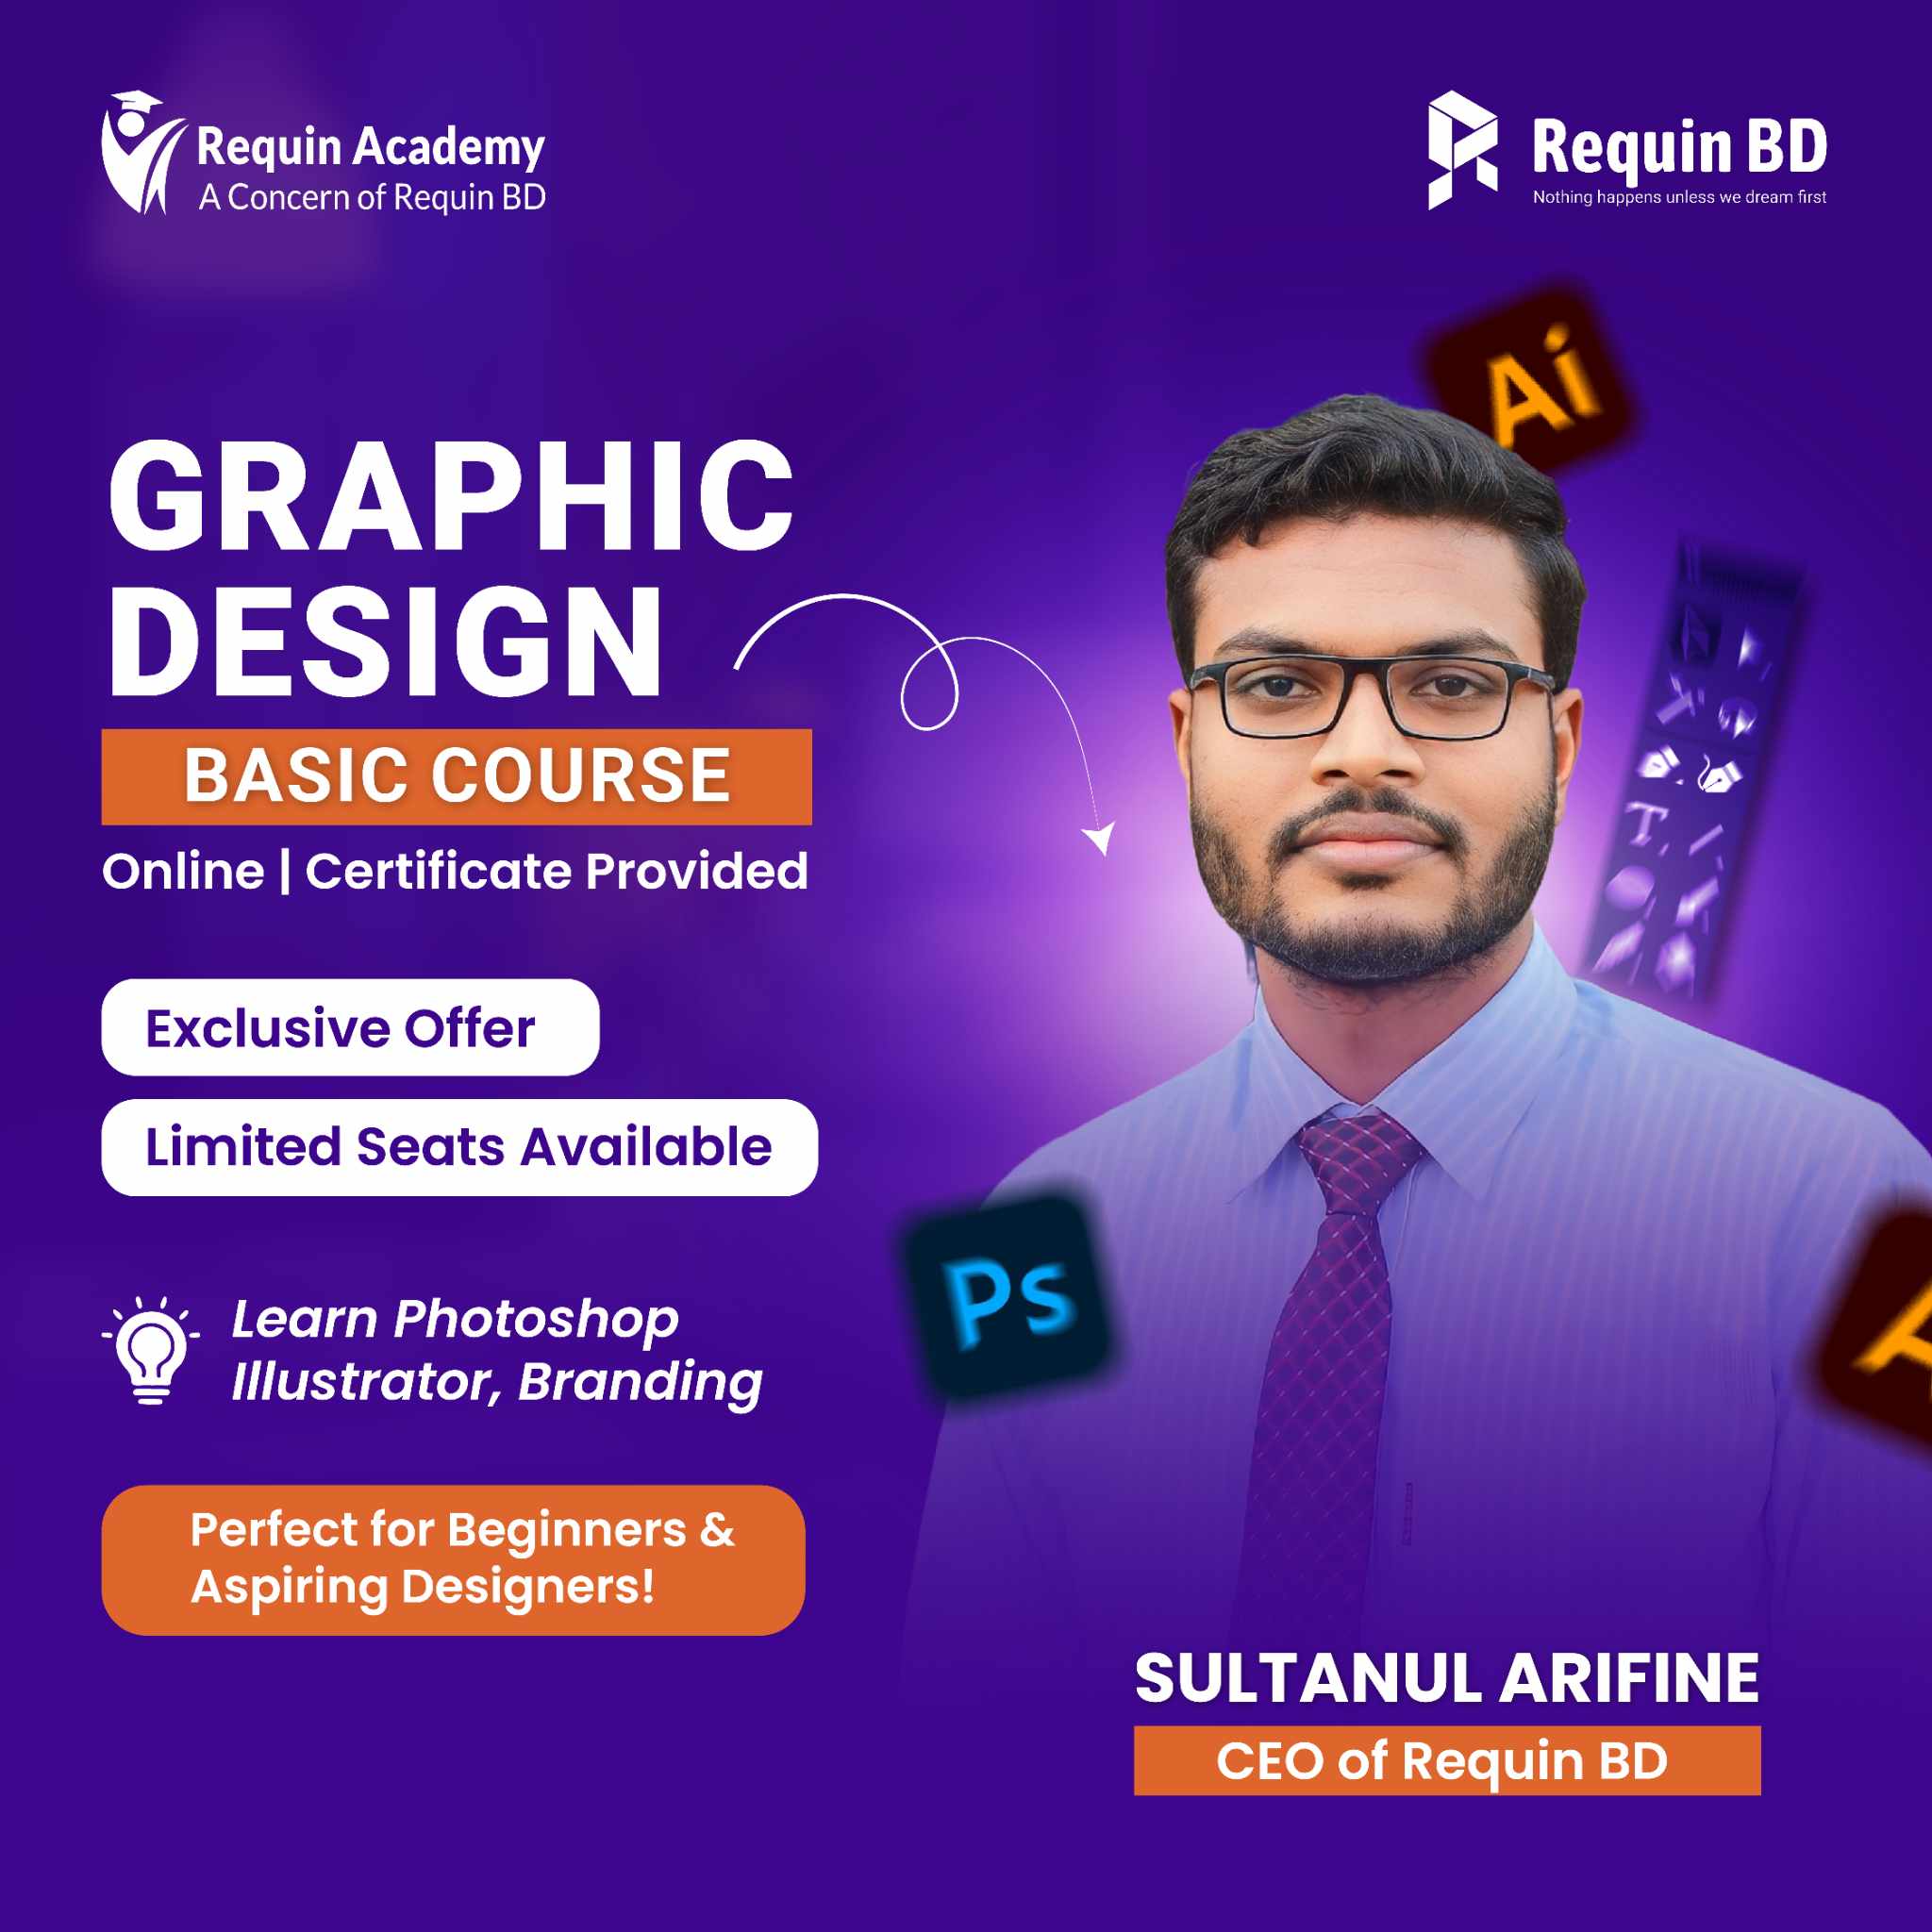 Requin Academy
A Concern of Requin BD
Requin BD
Nothing happens unless we dream first
Ai
GRAPHIC
DESIGN
BASIC COURSE
Online | Certificate Provided
Exclusive Offer
Limited Seats Available
Ps
Learn Photoshop
Illustrator, Branding
Perfect for Beginners &
Aspiring Designers!
SULTANUL ARIFINE
CEO of Requin BD